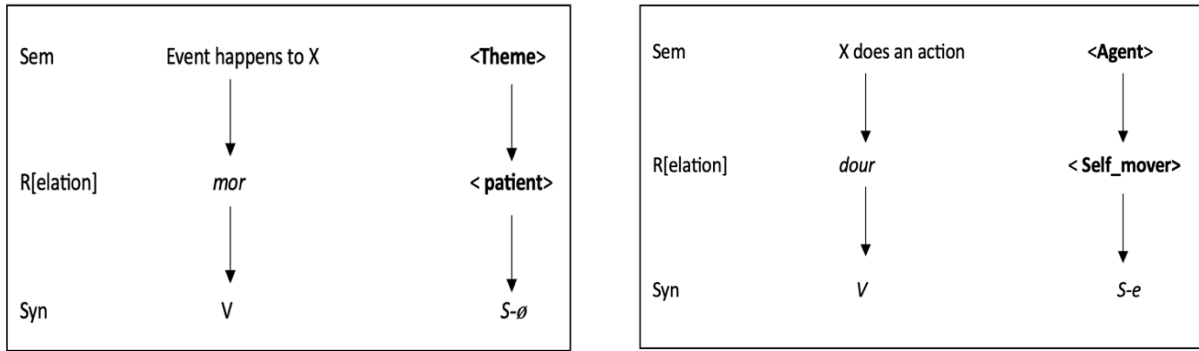 Sem Event happens to X <Theme>
R[elation] mor < patient>
Syn V S-ø
Sem X does an action <Agent>
R[elation] dour < Self_mover>
Syn V S-e